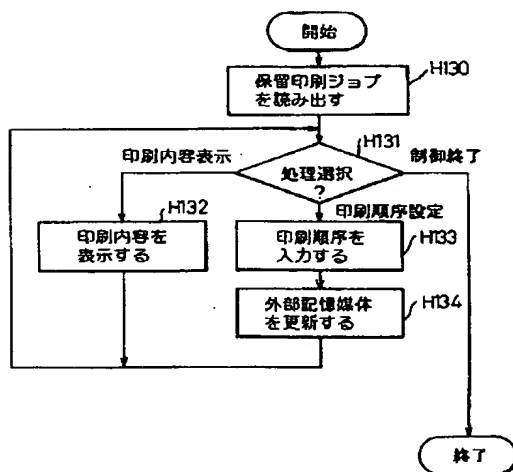 開始
保留印刷ジョブ
を読み出す
H130
H131
印刷内容表示
制御終了
処理選択
?
H132
印刷順序設定
印刷内容を
表示する
H133
印刷順序を
入力する
H134
外部記憶媒体
を更新する
終了